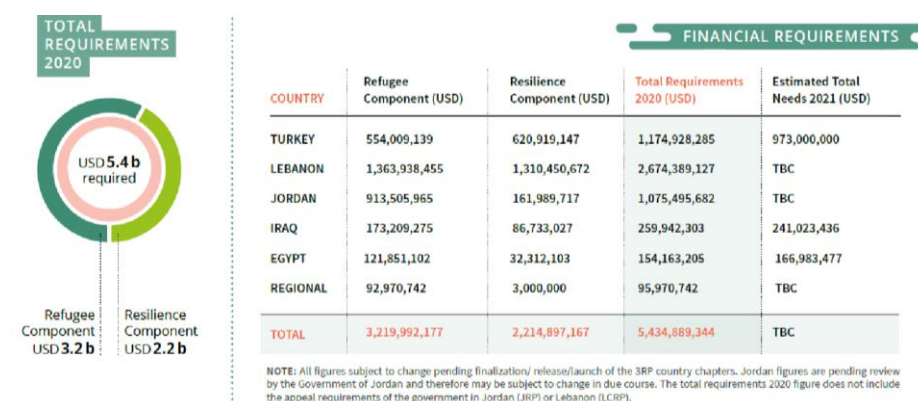 TOTAL
REQUIREMENTS
2020
USD 5.4 b
required
Refugee
Component
USD 3.2 b
Resilience
Component
USD 2.2 b
FINANCIAL REQUIREMENTS
COUNTRY Refugee Component (USD) Resilience Component (USD) Total Requirements 2020 (USD) Estimated Total Needs 2021 (USD)
TURKEY 554,009,139 620,919,147 1,174,928,285 973,000,000
LEBANON 1,363,938,455 1,310,450,672 2,674,389,127 TBC
JORDAN 913,505,965 161,989,717 1,075,495,682 TBC
IRAQ 173,209,275 86,733,027 259,942,303 241,023,436
EGYPT 121,851,102 32,312,103 154,163,205 166,983,477
REGIONAL 92,970,742 3,000,000 95,970,742 TBC
TOTAL 3,219,992,177 2,214,897,167 5,434,889,344 TBC
NOTE: All figures subject to change pending finalization/ release/launch of the 3RP country chapters. Jordan figures are pending review
by the Government of Jordan and therefore may be subject to change in due course. The total requirements 2020 figure does not include
the appeal requirements of the government in Jordan (JRP) or Lebanon (LCRP).